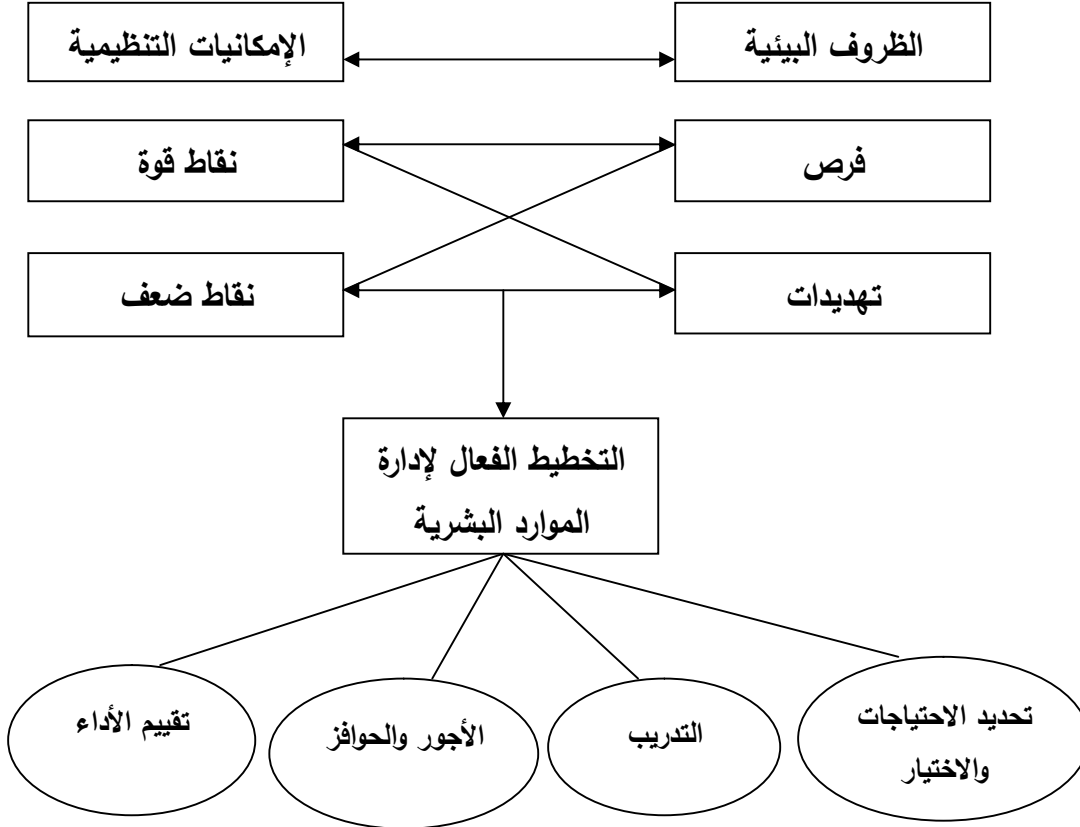 الظروف البيئية
الإمكانيات التنظيمية
فرص
نقاط قوة
تهديدات
نقاط ضعف
التخطيط الفعال لإدارة
الموارد البشرية
تحديد الاحتياجات
والاختيار
التدريب
الأجور والحوافز
تقييم الأداء